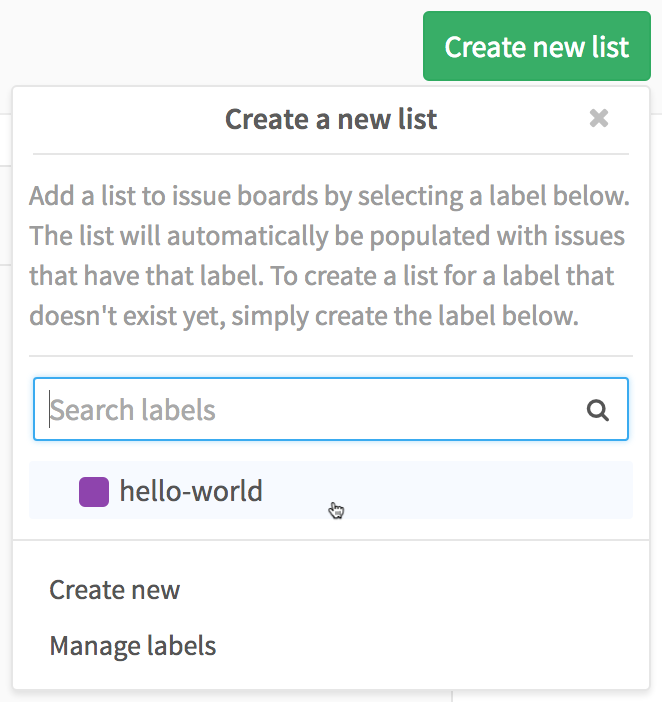 Create new list
Create a new list
Add a list to issue boards by selecting a label below.
The list will automatically be populated with issues
that have that label. To create a list for a label that
doesn't exist yet, simply create the label below.
Search labels
hello-world
Create new
Manage labels